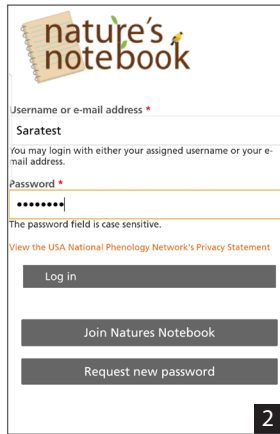 nature's
notebook
Username or e-mail address *
Saratest
You may login with either your assigned username or your e-
mail address.
Password *
••••••••
The password field is case sensitive.
View the USA National Phenology Network's Privacy Statement
Log in
Join Natures Notebook
Request new password
2